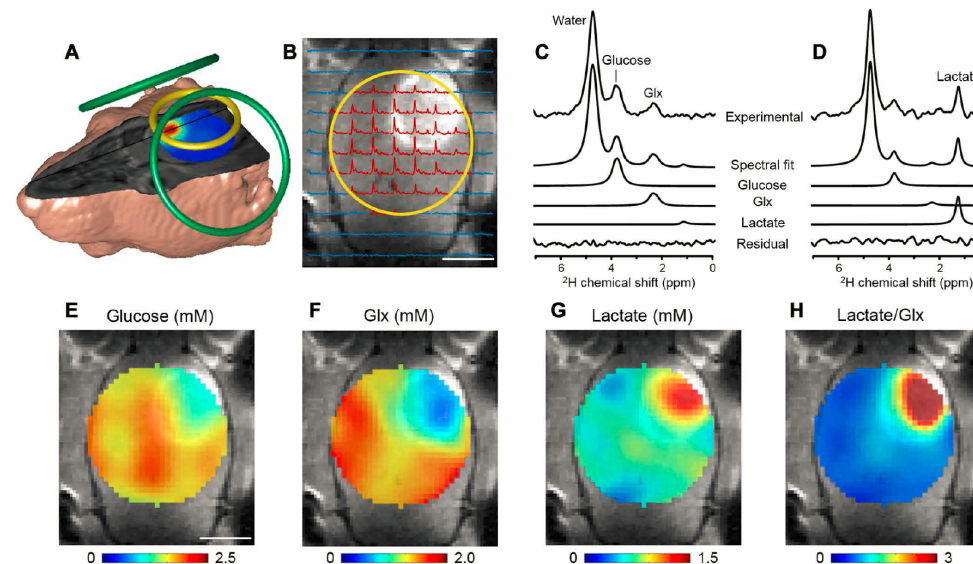 A
B
C
D
Water
Glucose
Glx
Lactat
Experimental
Spectral fit
Glucose
Glx
Lactate
Residual
6 4 2 0
6 4 2
²H chemical shift (ppm)
²H chemical shift (ppm)
E Glucose (mM)
F Glx (mM)
G Lactate (mM)
H Lactate/Glx
0 2.5
0 2.0
0 1.5
0 3